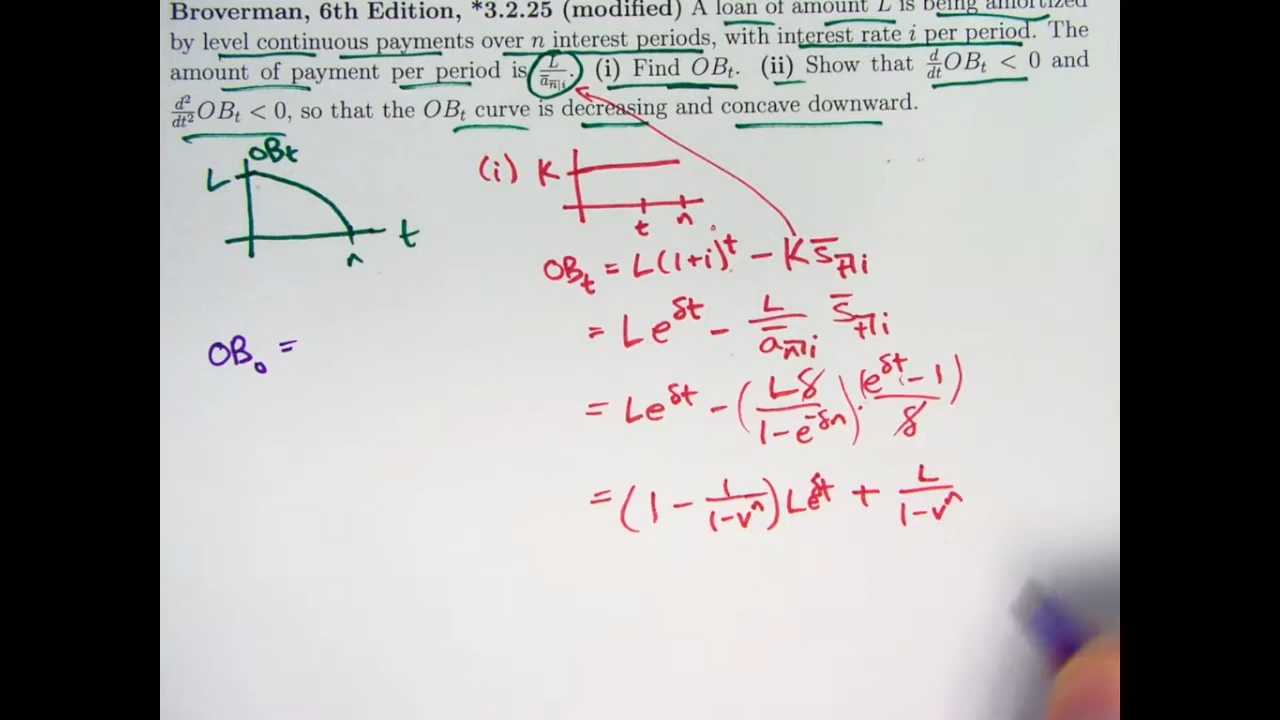 Broverman, 6th Edition, *3.2.25 (modified) A loan of amount L is being amortized
by level continuous payments over n interest periods, with interest rate i per period. The
amount of payment per period is L/ā_n̅|i. (i) Find OB_t. (ii) Show that d/dt OB_t < 0 and
d²/dt² OB_t < 0, so that the OB_t curve is decreasing and concave downward.
OB_t
L
t
n
(i) K
t n
OB_t = L(1+i)^t − K s̄_t̅|i
= Le^δt − L/ā_n̅|i s̄_t̅|i
OB_0 =
= Le^δt − (Lδ/(1−e^−δn)) · (e^δt − 1)/δ
= (1 − 1/(1−v^n)) Le^δt + L/(1−v^n)